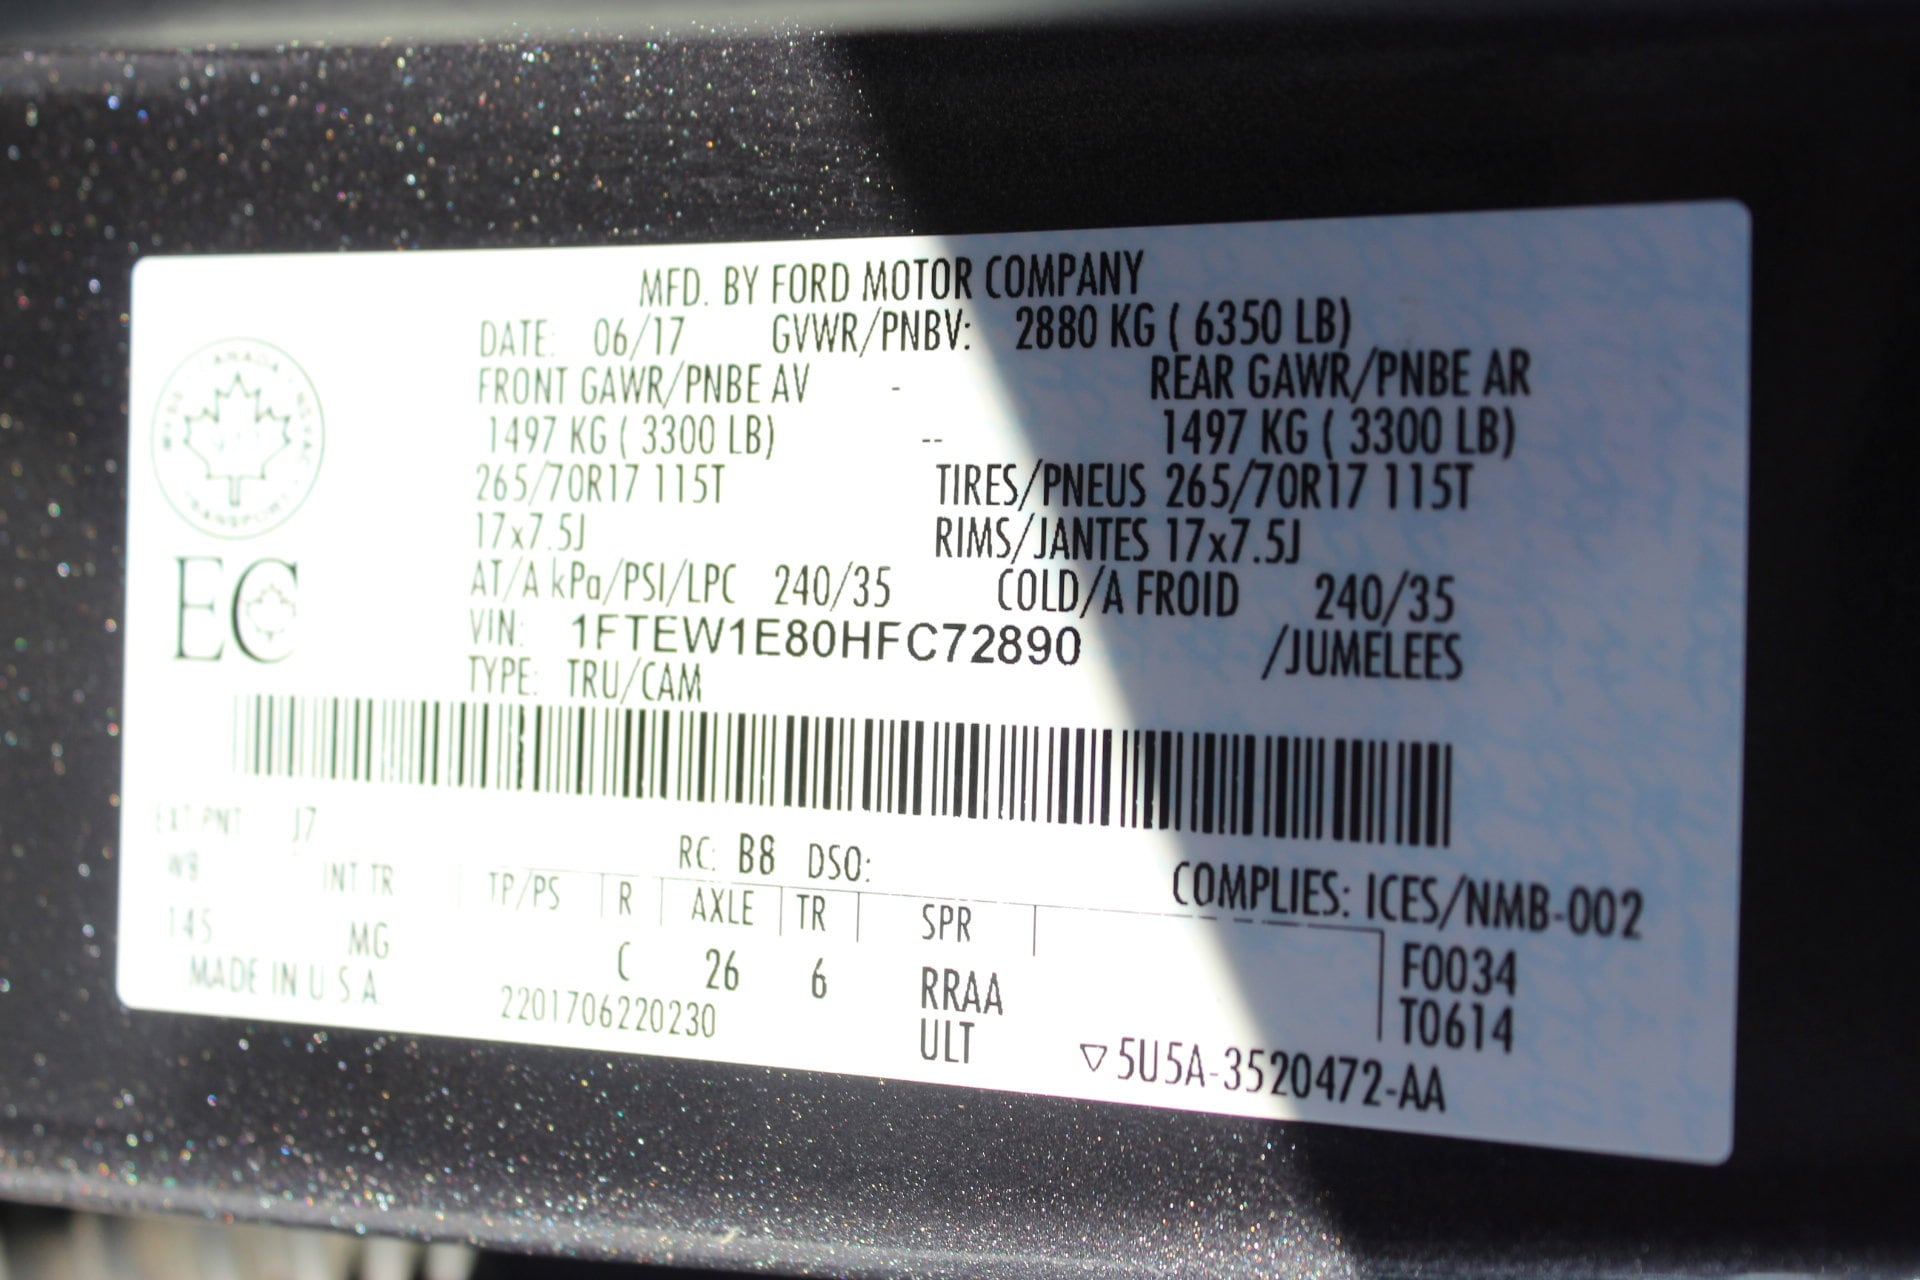 MFD. BY FORD MOTOR COMPANY
DATE: 06/17 GVWR/PNBV: 2880 KG ( 6350 LB)
FRONT GAWR/PNBE AV - REAR GAWR/PNBE AR
1497 KG ( 3300 LB) -- 1497 KG ( 3300 LB)
265/70R17 115T TIRES/PNEUS 265/70R17 115T
17x7.5J RIMS/JANTES 17x7.5J
AT/A kPa/PSI/LPC 240/35 COLD/A FROID 240/35
VIN: 1FTEW1E80HFC72890 /JUMELEES
TYPE: TRU/CAM
CANADA
TRANSPORT
EC
EXT PNT J7 RC: B8 DSO:
COMPLIES: ICES/NMB-002
WB INT TR TP/PS R AXLE TR SPR
145 MG C 26 6 RRAA F0034
MADE IN U.S.A. 2201706220230 ULT T0614
▽5U5A-3520472-AA